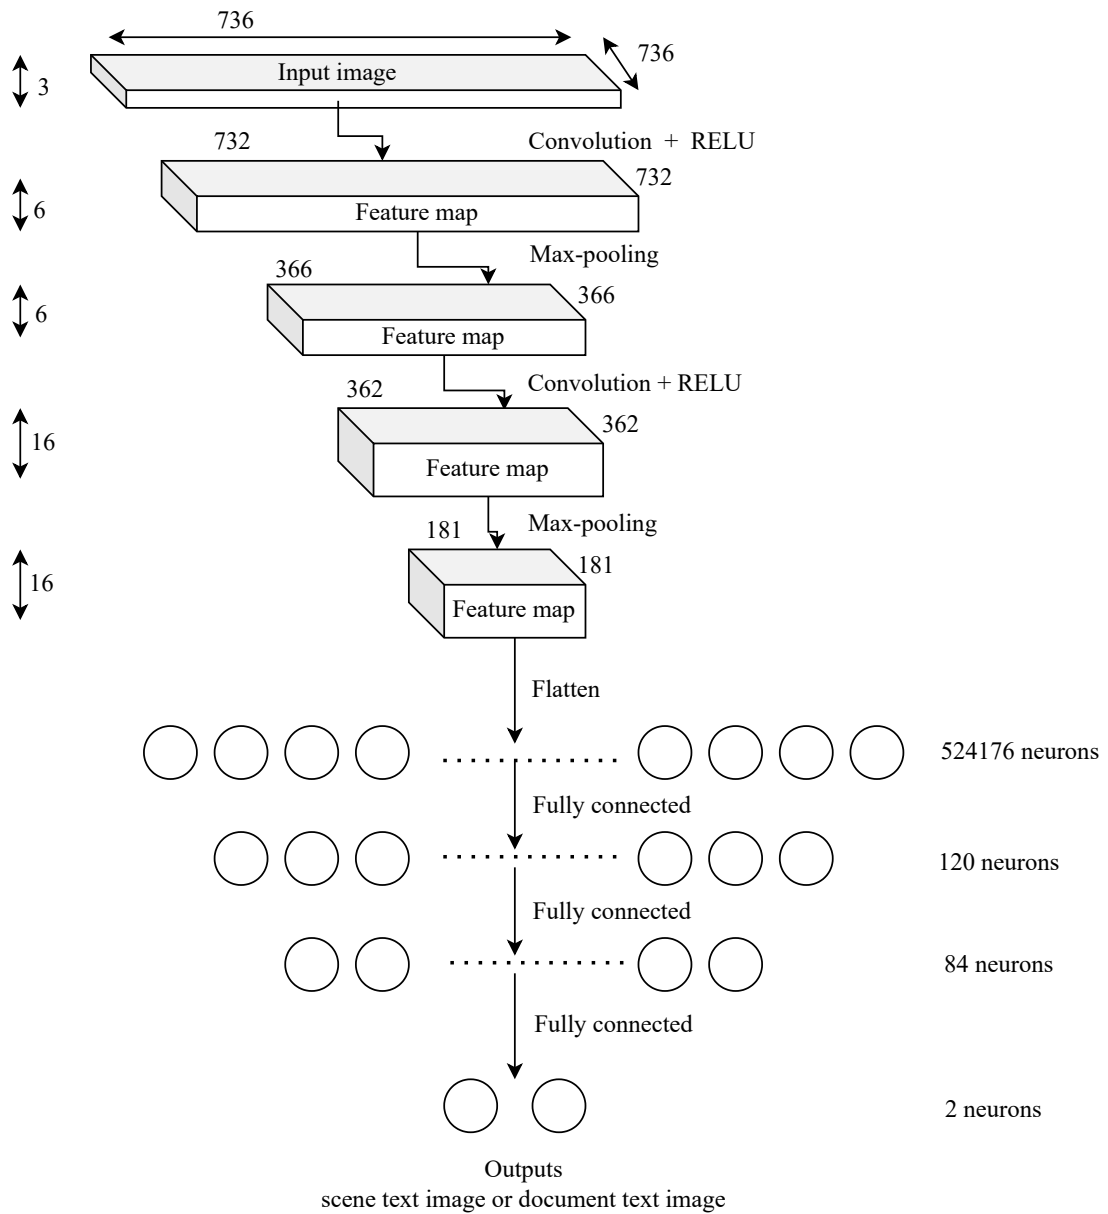 736
736
Input image
3
732
Convolution + RELU
732
6
Feature map
Max-pooling
366
366
6
Feature map
362
Convolution + RELU
362
16
Feature map
181
Max-pooling
181
16
Feature map
Flatten
524176 neurons
Fully connected
120 neurons
Fully connected
84 neurons
Fully connected
2 neurons
Outputs
scene text image or document text image